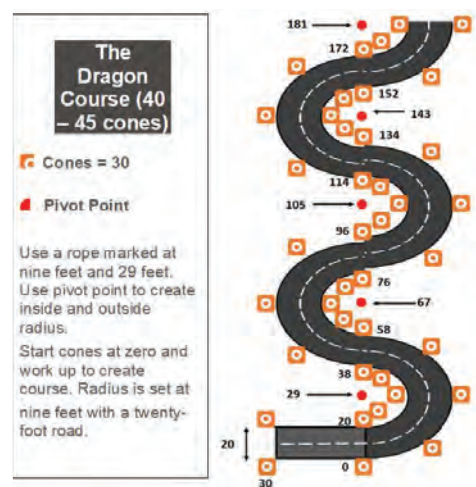 The
Dragon
Course (40
– 45 cones)
Cones = 30
Pivot Point
Use a rope marked at
nine feet and 29 feet.
Use pivot point to create
inside and outside
radius.
Start cones at zero and
work up to create
course. Radius is set at
nine feet with a twenty-
foot road.
181
172
152
143
134
114
105
96
76
67
58
38
29
20
20
0
30